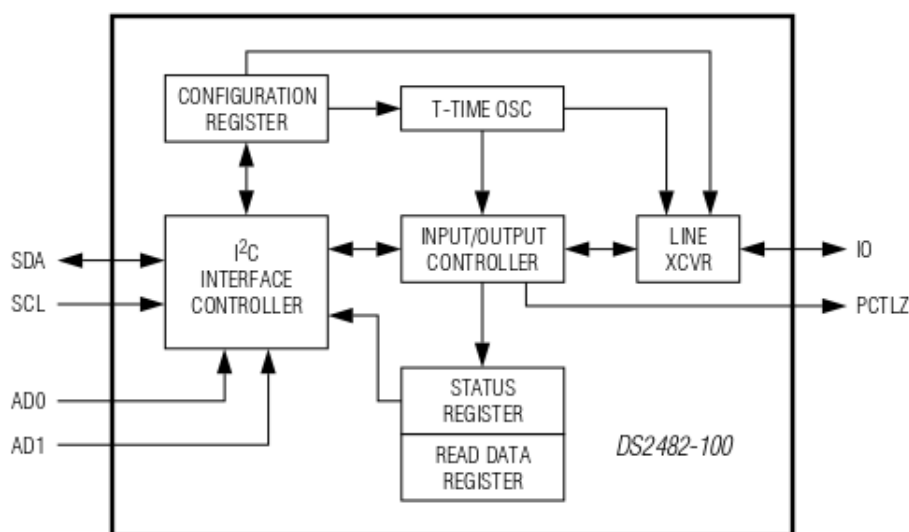 CONFIGURATION
REGISTER
T-TIME OSC
SDA
SCL
AD0
AD1
I²C
INTERFACE
CONTROLLER
INPUT/OUTPUT
CONTROLLER
LINE
XCVR
IO
PCTLZ
STATUS
REGISTER
READ DATA
REGISTER
DS2482-100